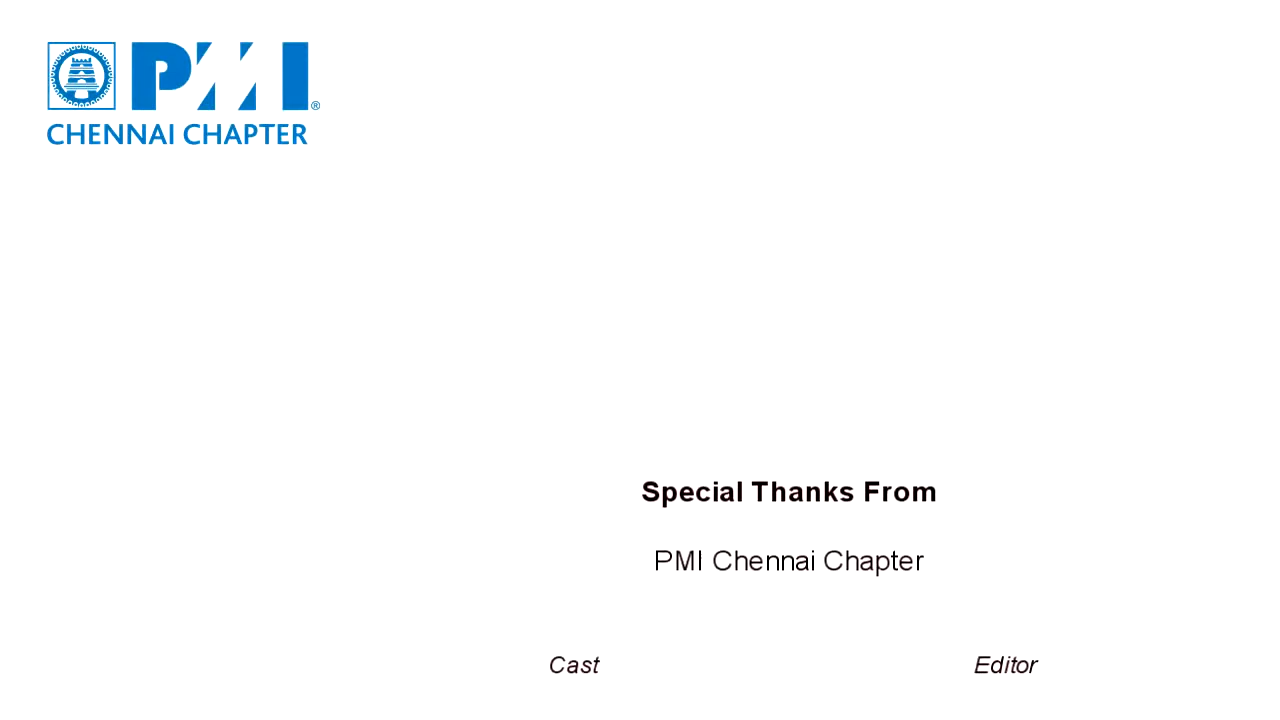 PMI®
CHENNAI CHAPTER
Special Thanks From
PMI Chennai Chapter
Cast Editor